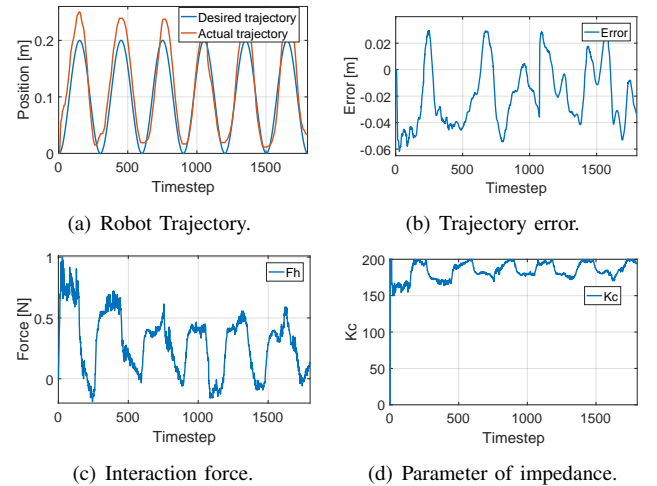 Desired trajectory
Actual trajectory
0.2
0.1
0
Position [m]
0 500 1000 1500
Timestep
(a) Robot Trajectory.
Error
0.02
0
-0.02
-0.04
-0.06
Error [m]
0 500 1000 1500
Timestep
(b) Trajectory error.
Fh
1
0.5
0
Force [N]
0 500 1000 1500
Timestep
(c) Interaction force.
200
150
100
50
0
Kc
Kc
0 500 1000 1500
Timestep
(d) Parameter of impedance.